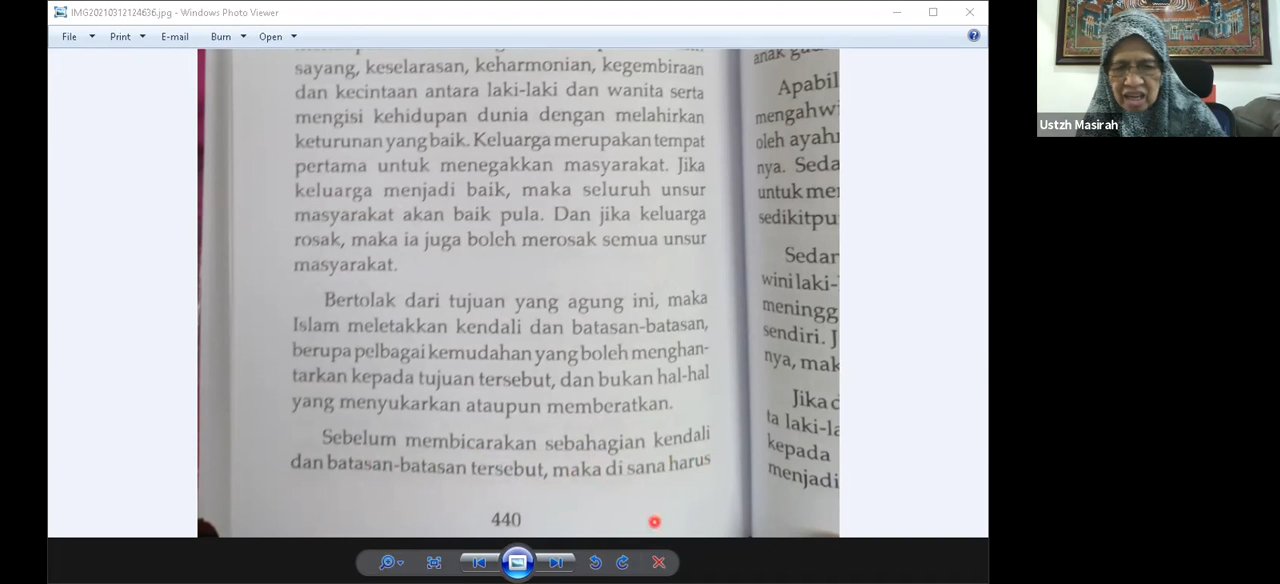 IMG20210312124636.jpg - Windows Photo Viewer
File Print E-mail Burn Open
sayang, keselarasan, keharmonian, kegembiraan
dan kecintaan antara laki-laki dan wanita serta
mengisi kehidupan dunia dengan melahirkan
keturunan yang baik. Keluarga merupakan tempat
pertama untuk menegakkan masyarakat. Jika
keluarga menjadi baik, maka seluruh unsur
masyarakat akan baik pula. Dan jika keluarga
rosak, maka ia juga boleh merosak semua unsur
masyarakat.
Bertolak dari tujuan yang agung ini, maka
Islam meletakkan kendali dan batasan-batasan,
berupa pelbagai kemudahan yang boleh menghan-
tarkan kepada tujuan tersebut, dan bukan hal-hal
yang menyukarkan ataupun memberatkan.
Sebelum membicarakan sebahagian kendali
dan batasan-batasan tersebut, maka di sana harus
440
anak
Apabil
mengahwi
oleh ayahn
nya. Seda
untuk me
sedikitpu
Sedan
wini laki-
meningg
sendiri. J
nya, mak
Jika d
ta laki-la
kepada
menjadi
Ustzh Masirah